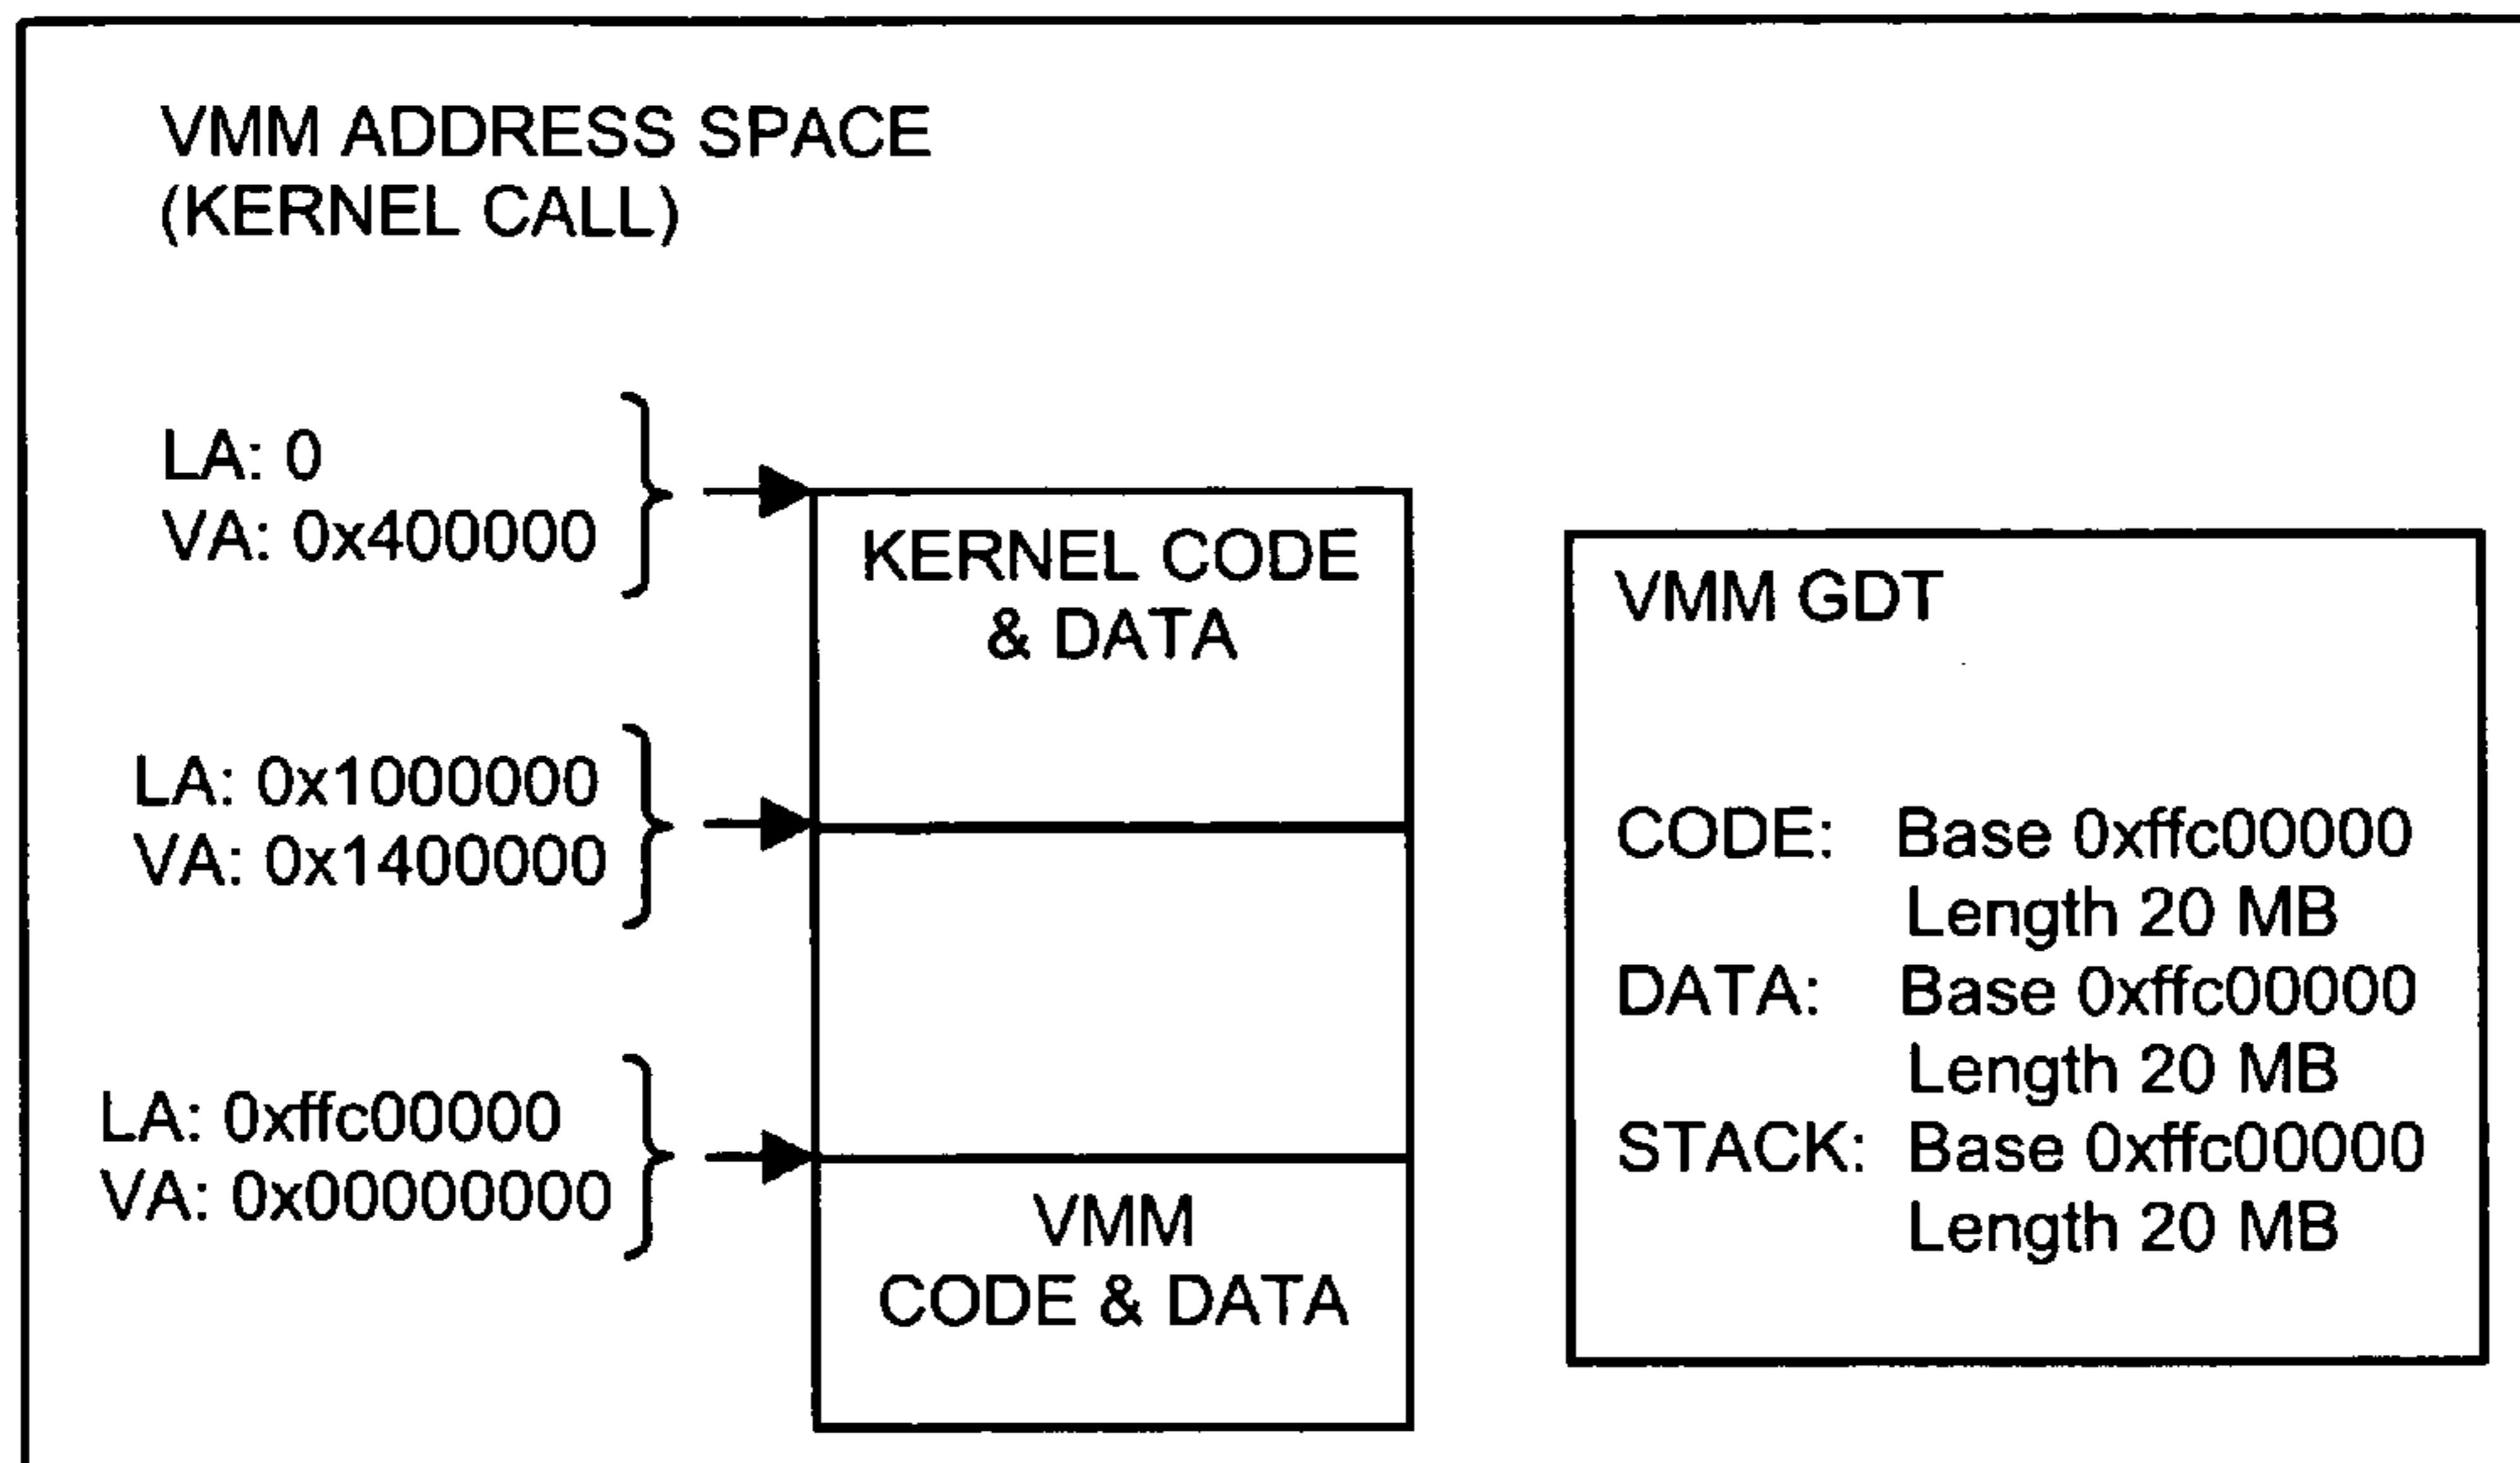 VMM ADDRESS SPACE
(KERNEL CALL)
LA: 0
VA: 0x400000
KERNEL CODE
& DATA
LA: 0x1000000
VA: 0x1400000
LA: 0xffc00000
VA: 0x00000000
VMM
CODE & DATA
VMM GDT
CODE: Base 0xffc00000
Length 20 MB
DATA: Base 0xffc00000
Length 20 MB
STACK: Base 0xffc00000
Length 20 MB